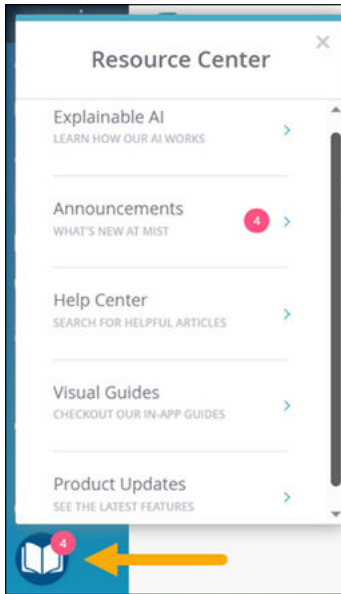 Resource Center
×
Explainable AI
LEARN HOW OUR AI WORKS
Announcements
4
WHAT'S NEW AT MIST
Help Center
SEARCH FOR HELPFUL ARTICLES
Visual Guides
CHECKOUT OUR IN-APP GUIDES
Product Updates
SEE THE LATEST FEATURES
4